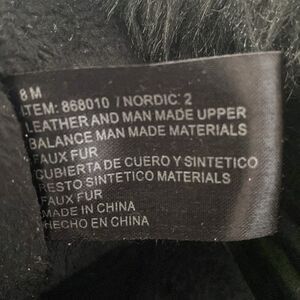 8 M
ITEM: 868010 / NORDIC: 2
LEATHER AND MAN MADE UPPER
BALANCE MAN MADE MATERIALS
FAUX FUR
CUBIERTA DE CUERO Y SINTETICO
RESTO SINTETICO MATERIALS
FAUX FUR
MADE IN CHINA
HECHO EN CHINA